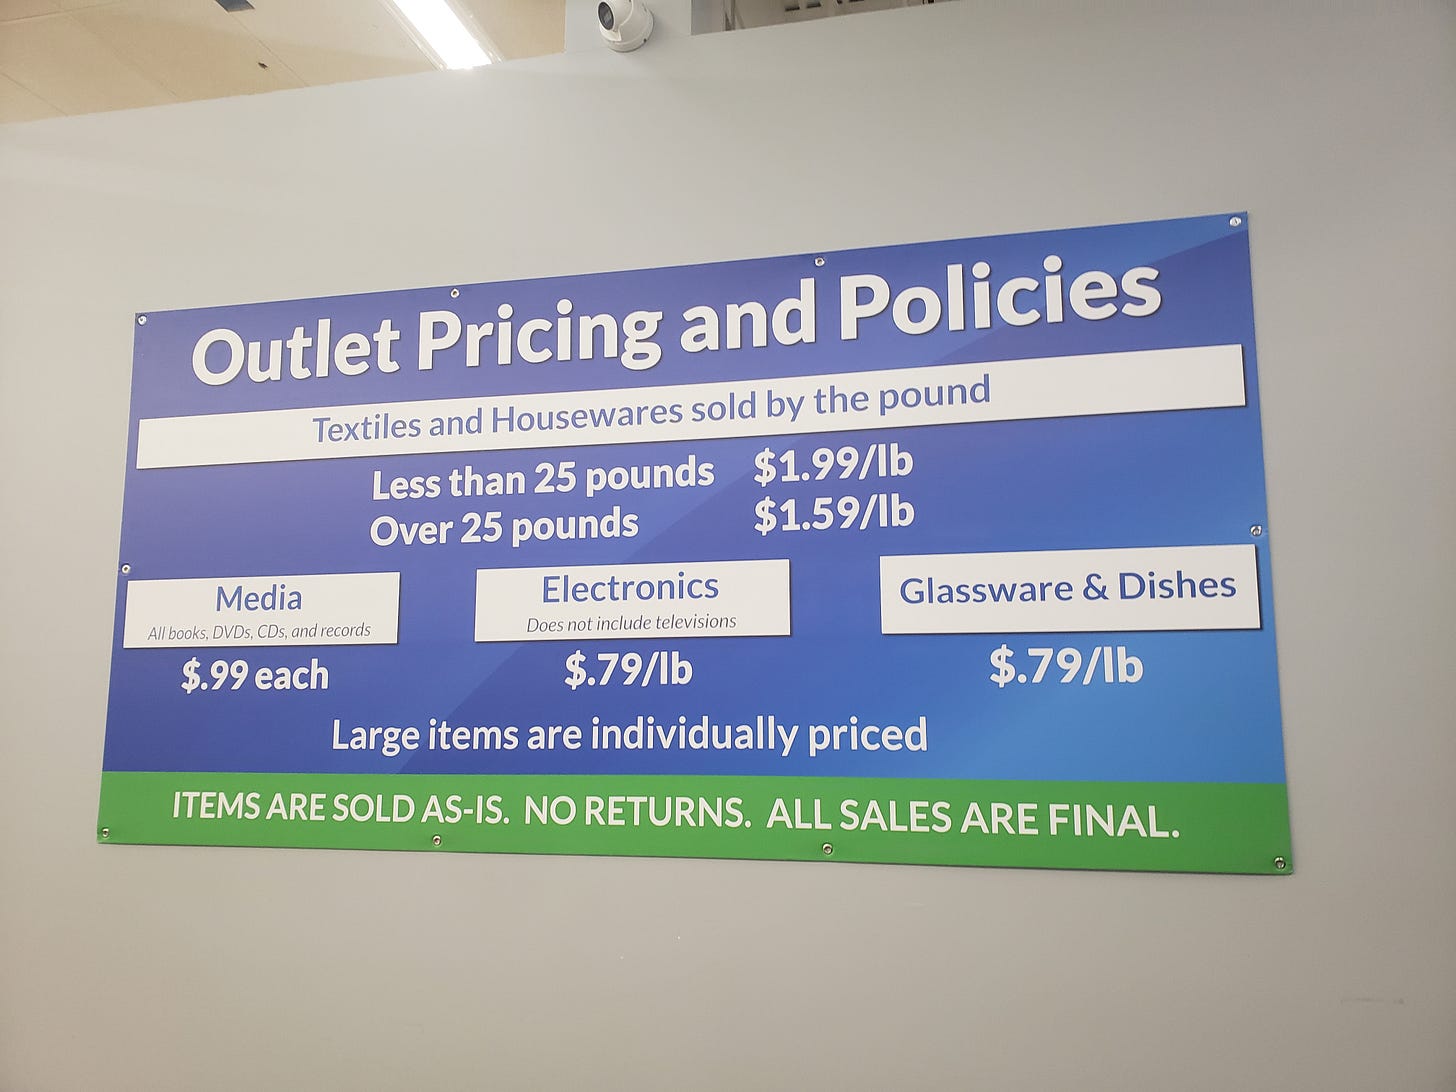 Outlet Pricing and Policies
Textiles and Housewares sold by the pound
Less than 25 pounds $1.99/lb
Over 25 pounds $1.59/lb
Media
All books, DVDs, CDs, and records
$.99 each
Electronics
Does not include televisions
$.79/lb
Glassware & Dishes
$.79/lb
Large items are individually priced
ITEMS ARE SOLD AS-IS. NO RETURNS. ALL SALES ARE FINAL.